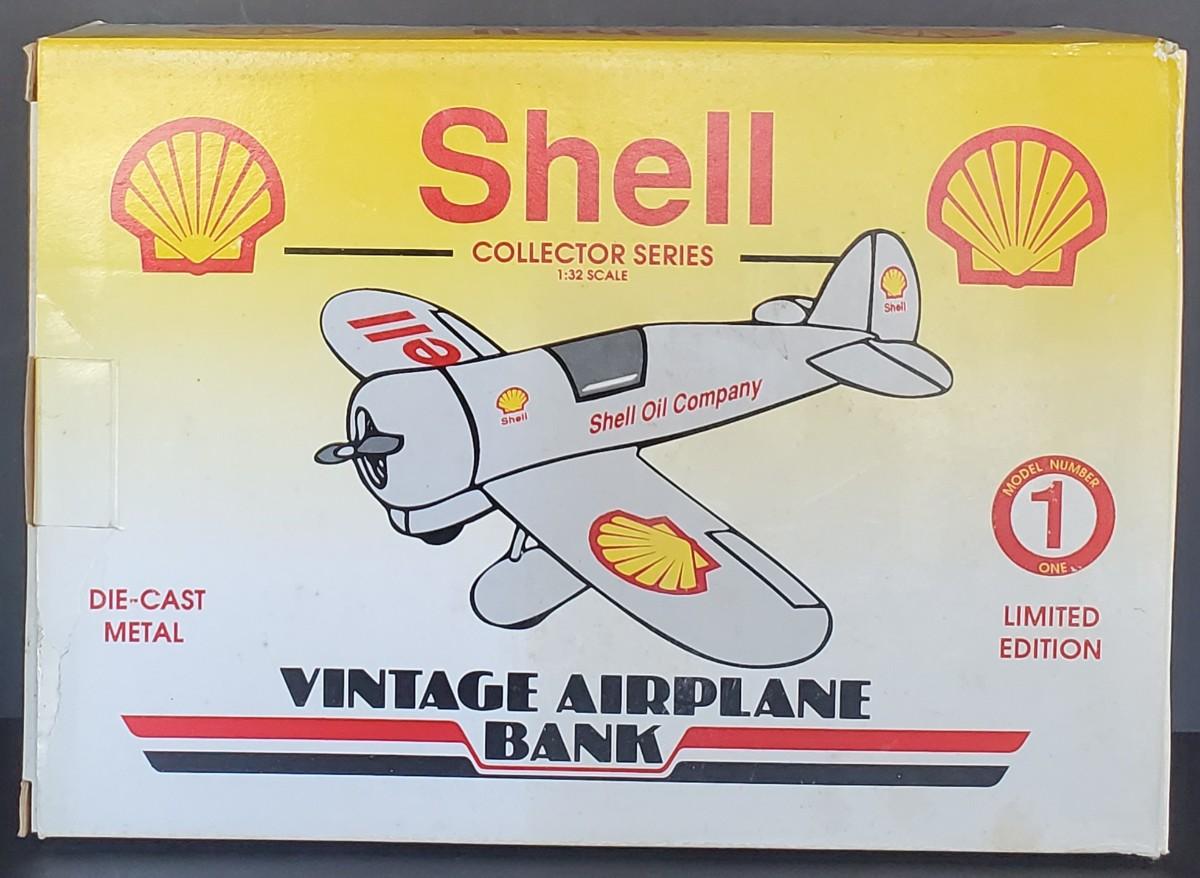 Shell
COLLECTOR SERIES
1:32 SCALE
Shell
ell
Shell
Shell Oil Company
MODEL NUMBER
1
ONE
DIE-CAST
METAL
LIMITED
EDITION
VINTAGE AIRPLANE
BANK